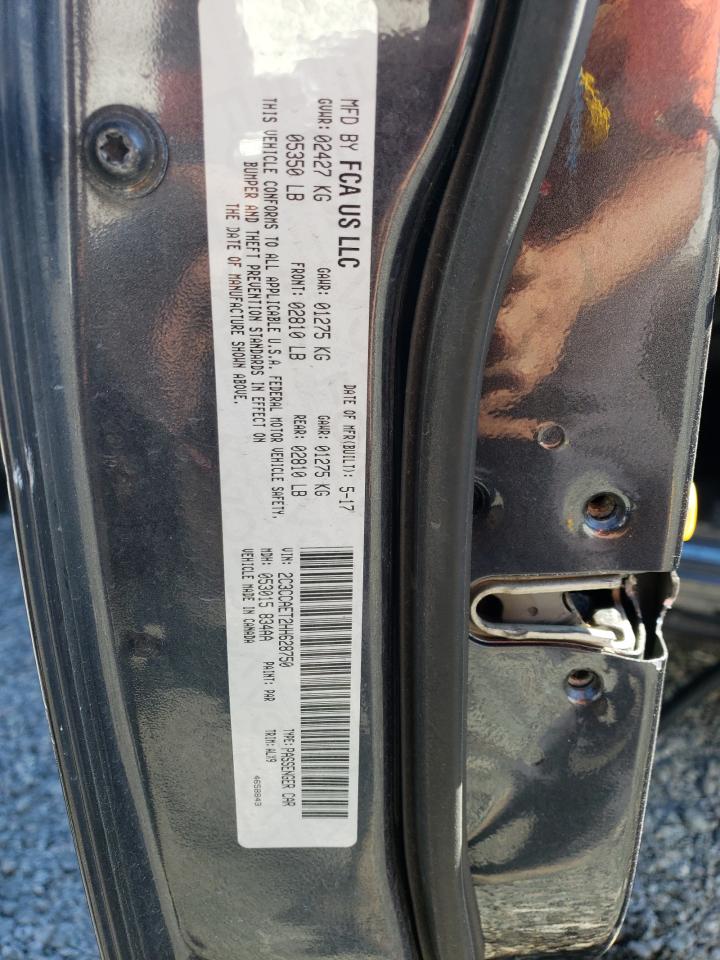 MFD BY FCA US LLC
DATE OF MFR(BUILT): 5-17
GVWR: 02427 KG GAWR: 01275 KG GAWR: 01275 KG
05350 LB FRONT: 02810 LB REAR: 02810 LB
THIS VEHICLE CONFORMS TO ALL APPLICABLE U.S.A. FEDERAL MOTOR VEHICLE SAFETY,
BUMPER AND THEFT PREVENTION STANDARDS IN EFFECT ON
THE DATE OF MANUFACTURE SHOWN ABOVE.
VIN: 2C3CCAET2HH628750 TYPE: PASSENGER CAR
MDH: 053015 834AA PAINT: PAR TRIM: ALX9
VEHICLE MADE IN CANADA
4658843